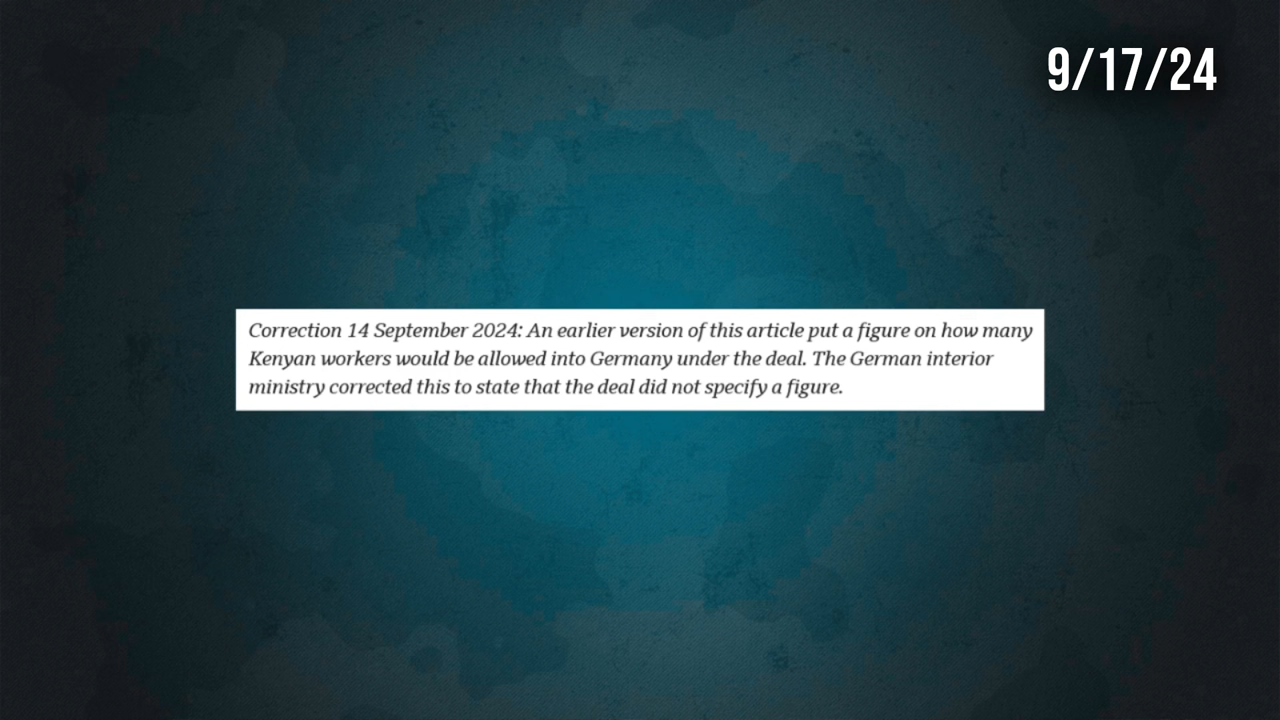 9/17/24
Correction 14 September 2024: An earlier version of this article put a figure on how many
Kenyan workers would be allowed into Germany under the deal. The German interior
ministry corrected this to state that the deal did not specify a figure.